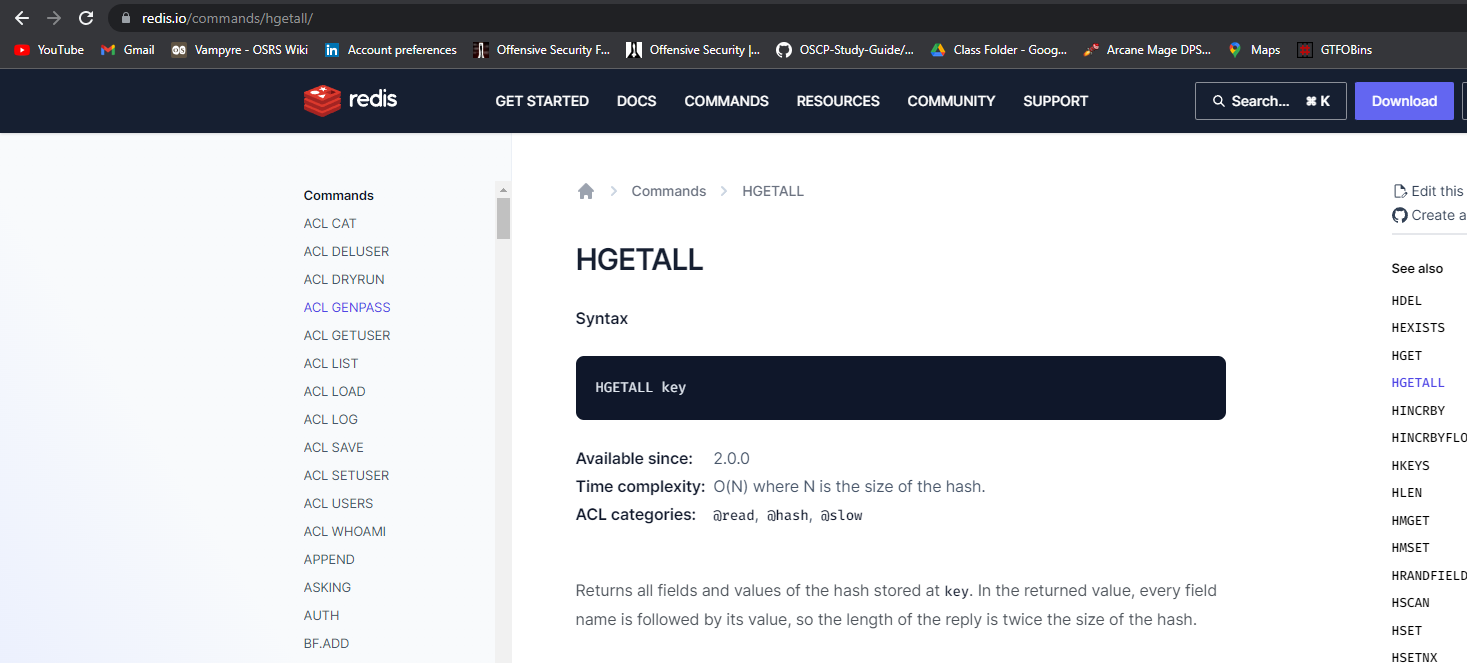 redis.io/commands/hgetall/
YouTube Gmail Vampyre - OSRS Wiki Account preferences Offensive Security F... Offensive Security |... OSCP-Study-Guide/... Class Folder - Goog... Arcane Mage DPS... Maps GTFOBins
redis GET STARTED DOCS COMMANDS RESOURCES COMMUNITY SUPPORT Search... ⌘ K Download
Commands
ACL CAT
ACL DELUSER
ACL DRYRUN
ACL GENPASS
ACL GETUSER
ACL LIST
ACL LOAD
ACL LOG
ACL SAVE
ACL SETUSER
ACL USERS
ACL WHOAMI
APPEND
ASKING
AUTH
BF.ADD
Commands HGETALL
HGETALL
Syntax
HGETALL key
Available since: 2.0.0
Time complexity: O(N) where N is the size of the hash.
ACL categories: @read, @hash, @slow
Returns all fields and values of the hash stored at key. In the returned value, every field
name is followed by its value, so the length of the reply is twice the size of the hash.
Edit this
Create a
See also
HDEL
HEXISTS
HGET
HGETALL
HINCRBY
HINCRBYFLO
HKEYS
HLEN
HMGET
HMSET
HRANDFIELD
HSCAN
HSET
HSETNX